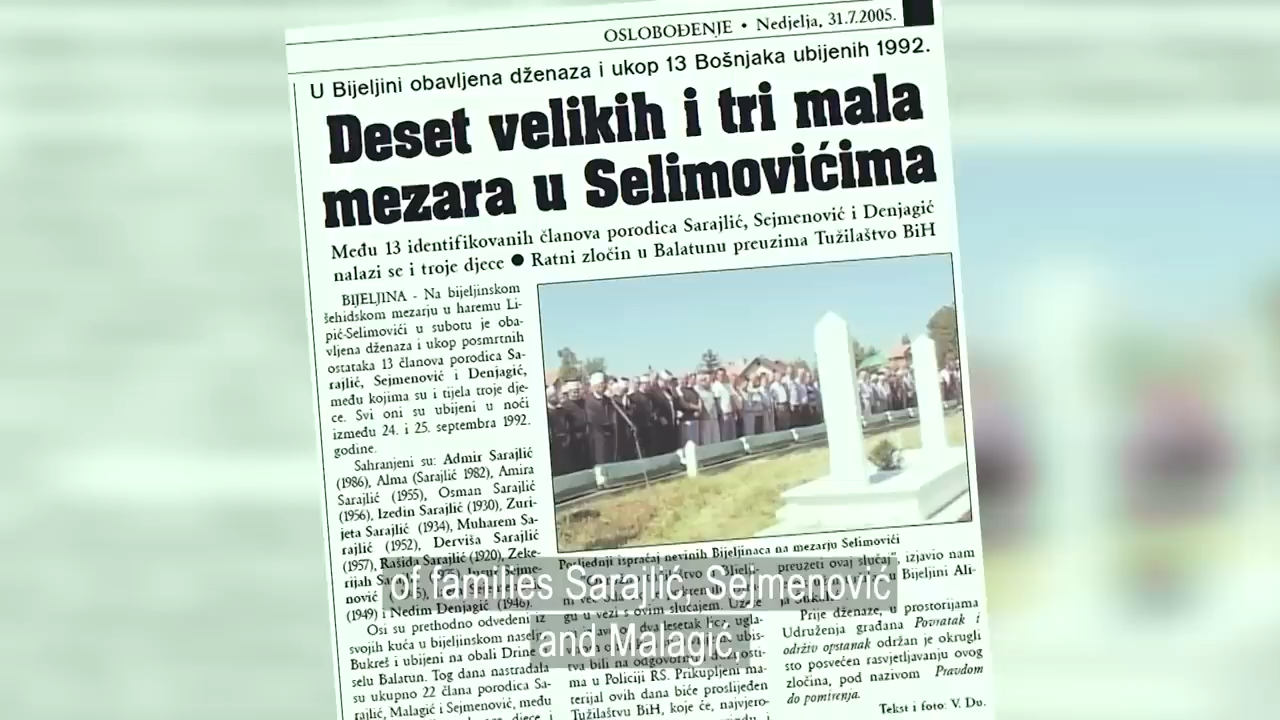 OSLOBOĐENJE • Nedjelja, 31.7.2005.
U Bijeljini obavljena dženaza i ukop 13 Bošnjaka ubijenih 1992.
Deset velikih i tri mala
mezara u Selimovićima
Među 13 identifikovanih članova porodica Sarajlić, Sejmenović i Denjagić
nalazi se i troje djece ● Ratni zločin u Balatunu preuzima Tužilaštvo BiH
BIJELJINA - Na bijeljinskom
šehidskom mezarju u haremu Li-
pić-Selimovići u subotu je oba-
vljena dženaza i ukop posmrtnih
ostataka 13 članova porodica Sa-
rajlić, Sejmenović i Denjagić,
među kojima su i tijela troje dje-
ce. Svi oni su ubijeni u noći
između 24. i 25. septembra 1992.
godine.
Sahranjeni su: Admir Sarajlić
(1986), Alma (Sarajlić 1982), Amira
Sarajlić (1955), Osman Sarajlić
(1956), Izedin Sarajlić (1930), Zuri-
jeta Sarajlić (1934), Muharem Sa-
rajlić (1952), Derviša Sarajlić
(1957), Rašida Sarajlić (1920), Zeke-
rijah
nović
(1949) i Nedim Denjagić (1946).
Osi su prethodno odvedeni iz
svojih kuća u bijeljinskom naselju
Bukreš i ubijeni na obali Drine
selu Balatun. Tog dana nastradala
su ukupno 22 člana porodica Sa-
rajlić, Malagić i Sejmenović, među
Posljednji ispraćaj nevinih Bijeljinaca na mezarju Selimovići
gu u vezi s ovim slučajem.
tva bili na odgovornoj
ma u Policiji RS. Prikupljeni ma-
terijal ovih dana biće proslijeđen
Tužilaštvu BiH, koje će, najvjero-
preuzeti ovaj slučaj", izjavio nam
u Bijeljini Ali-
Prije dženaze, u prostorijama
Udruženja građana Povratak i
održiv opstanak održan je okrugli
sto posvećen rasvjetljavanju ovog
zločina, pod nazivom Pravdom
do pomirenja.
Tekst i foto: V. Du.
of families Sarajlić, Sejmenović
and Malagić,